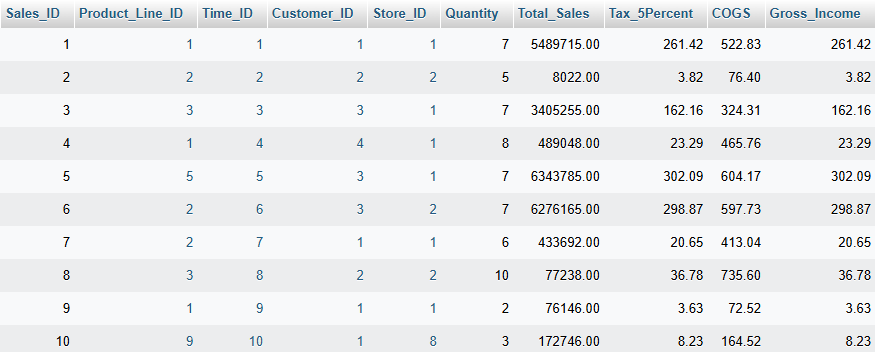 Sales_ID Product_Line_ID Time_ID Customer_ID Store_ID Quantity Total_Sales Tax_5Percent COGS Gross_Income
1 1 1 1 1 7 5489715.00 261.42 522.83 261.42
2 2 2 2 2 5 8022.00 3.82 76.40 3.82
3 3 3 3 1 7 3405255.00 162.16 324.31 162.16
4 1 4 4 1 8 489048.00 23.29 465.76 23.29
5 5 5 3 1 7 6343785.00 302.09 604.17 302.09
6 2 6 3 2 7 6276165.00 298.87 597.73 298.87
7 2 7 1 1 6 433692.00 20.65 413.04 20.65
8 3 8 2 2 10 77238.00 36.78 735.60 36.78
9 1 9 1 1 2 76146.00 3.63 72.52 3.63
10 9 10 1 8 3 172746.00 8.23 164.52 8.23